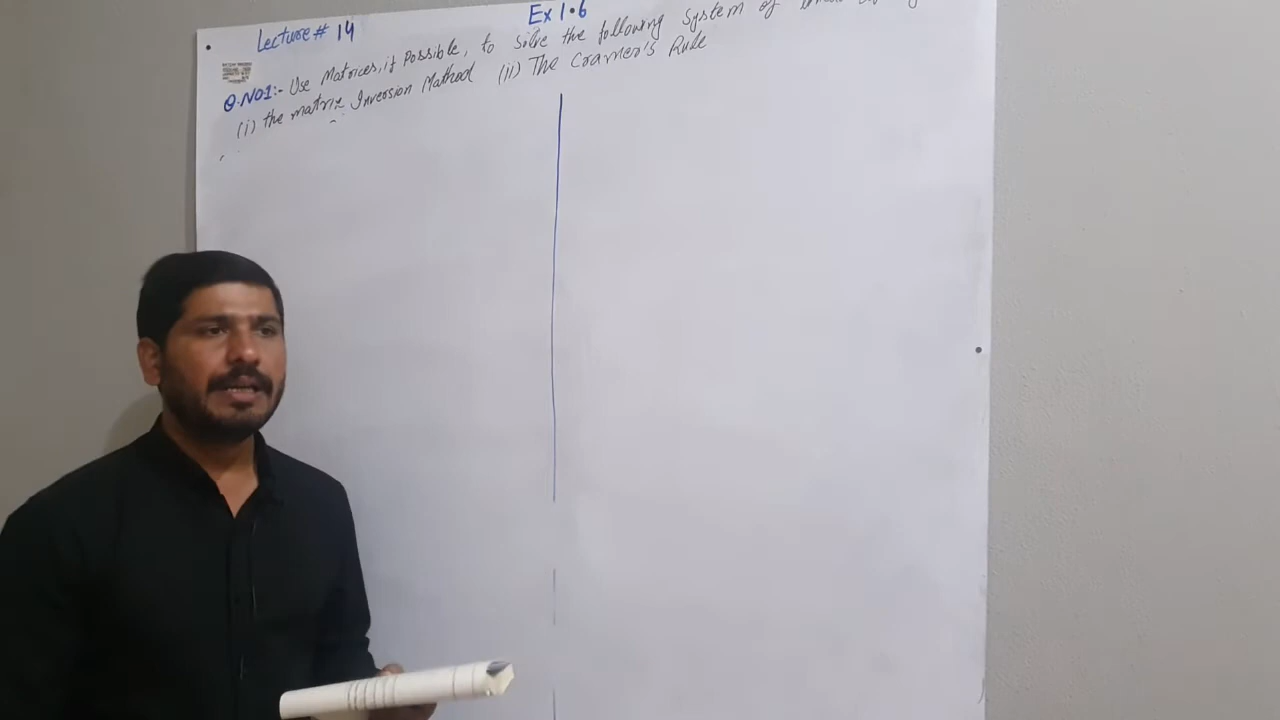 Lecture# 14
Ex 1.6
Q.NO1:- Use Matrices, if Possible, to Solve the following System of
(i) the matrix Inversion Mathod (ii) The Cramer's Rule